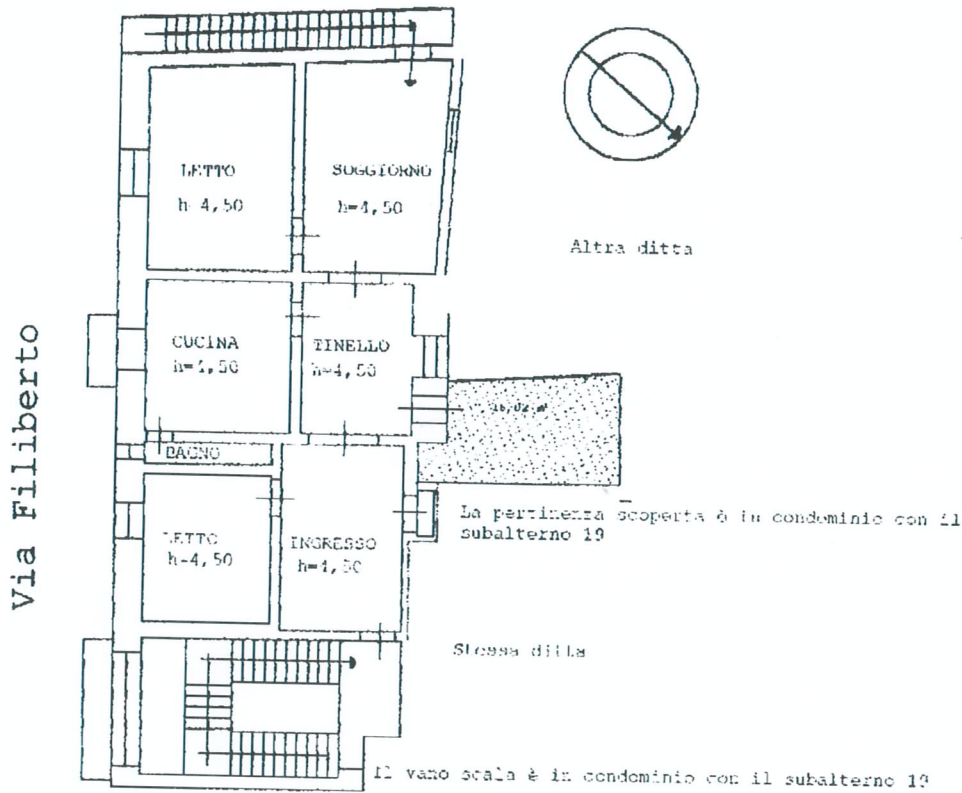 LETTO
h=4,50
SOGGIORNO
h=4,50
Altra ditta
CUCINA
h=4,50
TINELLO
h=4,50
Via Filiberto
BAGNO
La pertinenza scoperta è in condominio con il
subalterno 19
LETTO
h=4,50
INGRESSO
h=4,50
Stessa ditta
Il vano scala è in condominio con il subalterno 19